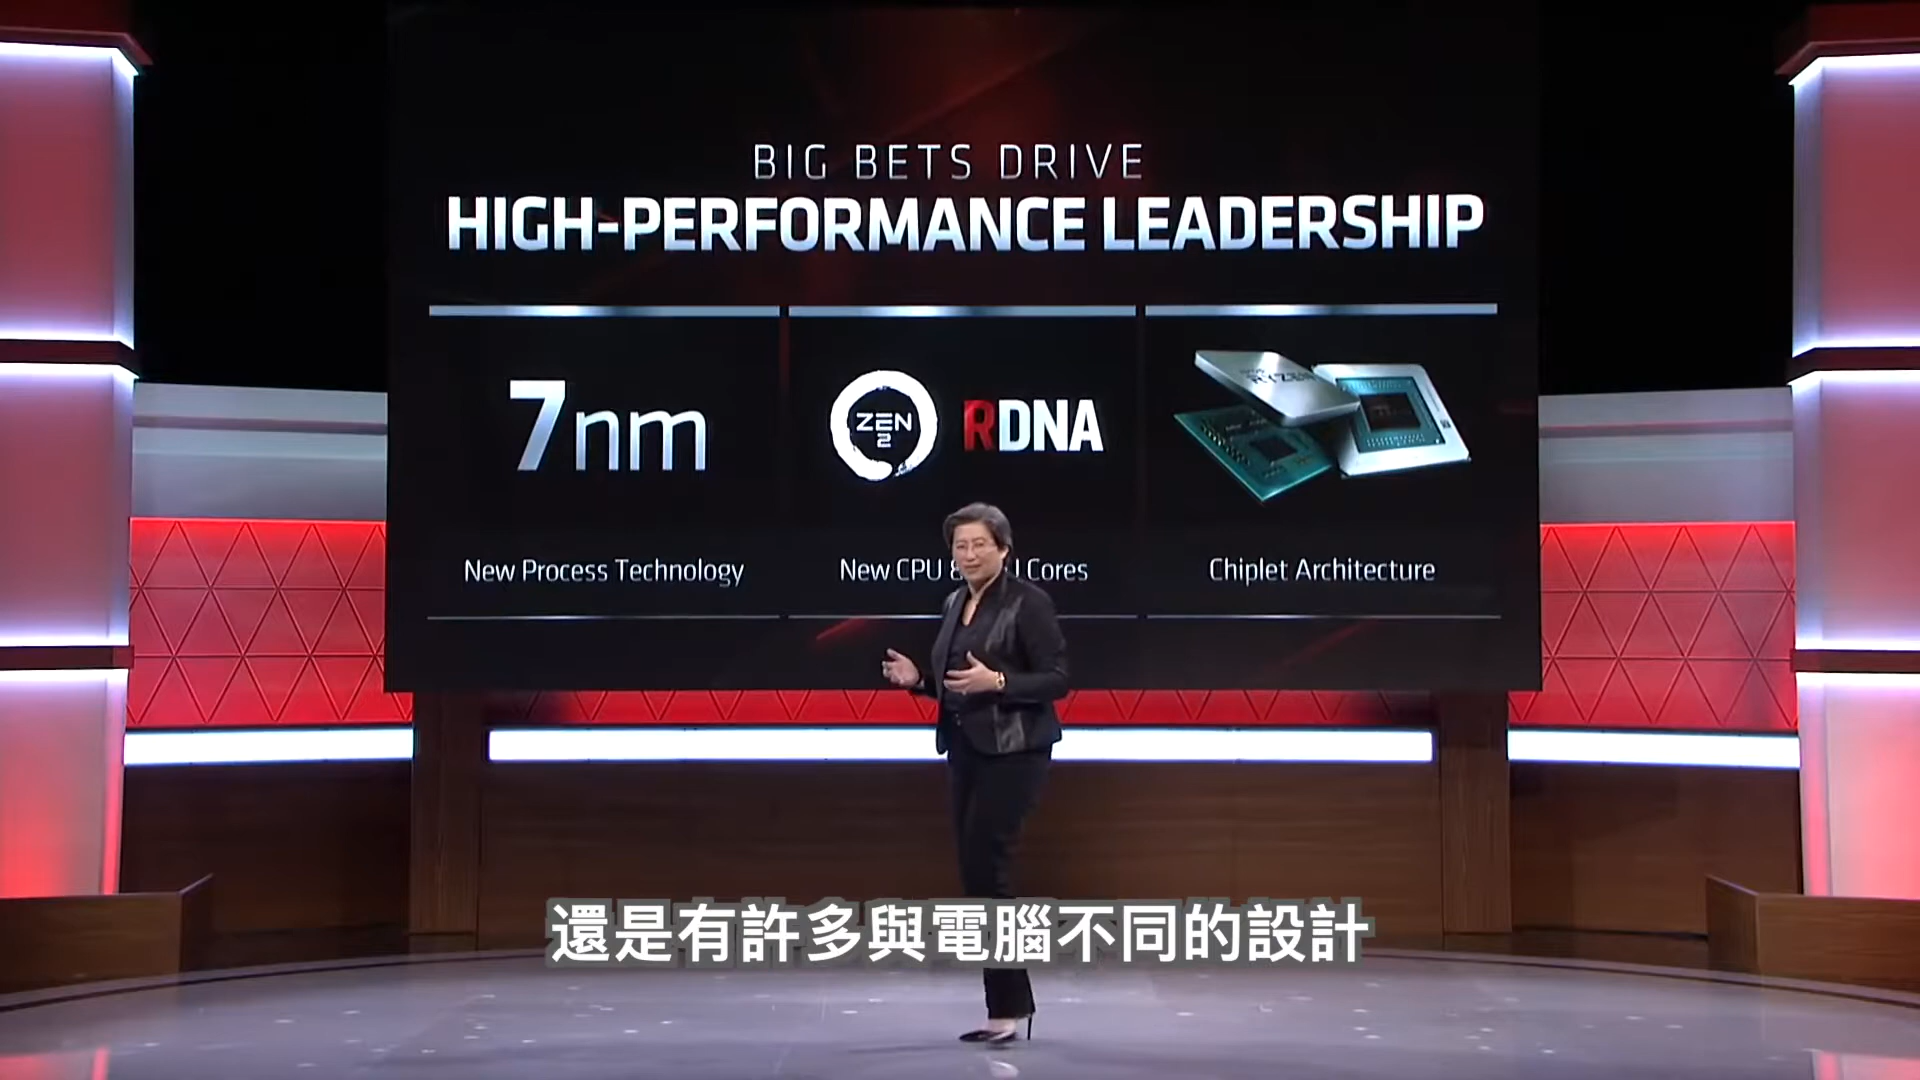 BIG BETS DRIVE
HIGH-PERFORMANCE LEADERSHIP
7nm
ZEN
2
RDNA
RYZEN
New Process Technology
New CPU & Cores
Chiplet Architecture
還是有許多與電腦不同的設計